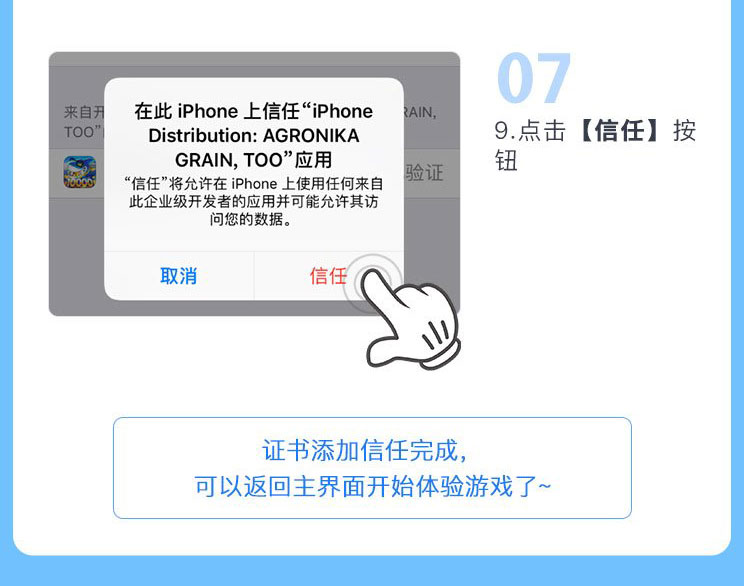 07
9.点击【信任】按
钮
来自开
RAIN,
TOO”
验证
10000
在此 iPhone 上信任“iPhone
Distribution: AGRONIKA
GRAIN, TOO”应用
“信任”将允许在 iPhone 上使用任何来自
此企业级开发者的应用并可能允许其访
问您的数据。
取消
信任
证书添加信任完成，
可以返回主界面开始体验游戏了~